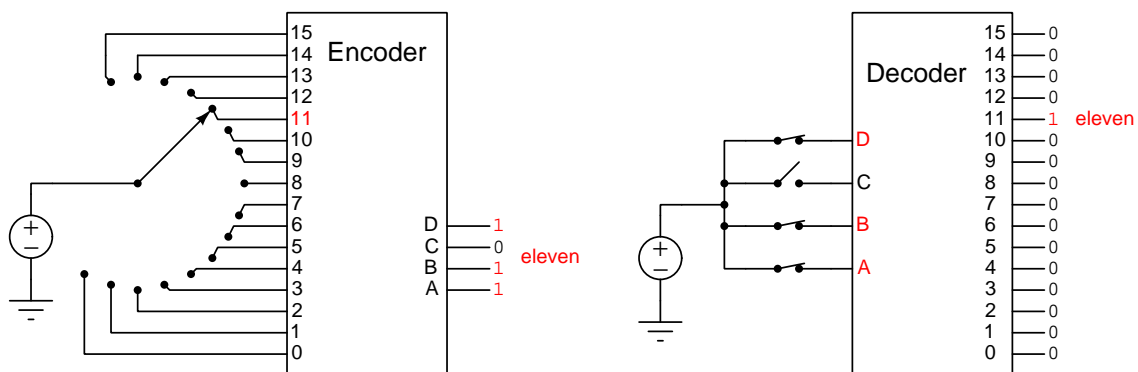 15
14
Encoder
13
12
11
10
9
8
7
6
5
4
3
2
1
0
+
−
D 1
C 0
eleven
B 1
A 1
15 0
14 0
Decoder
13 0
12 0
11 1 eleven
10 0
9 0
8 0
7 0
6 0
5 0
4 0
3 0
2 0
1 0
0 0
D
C
B
A
+
−